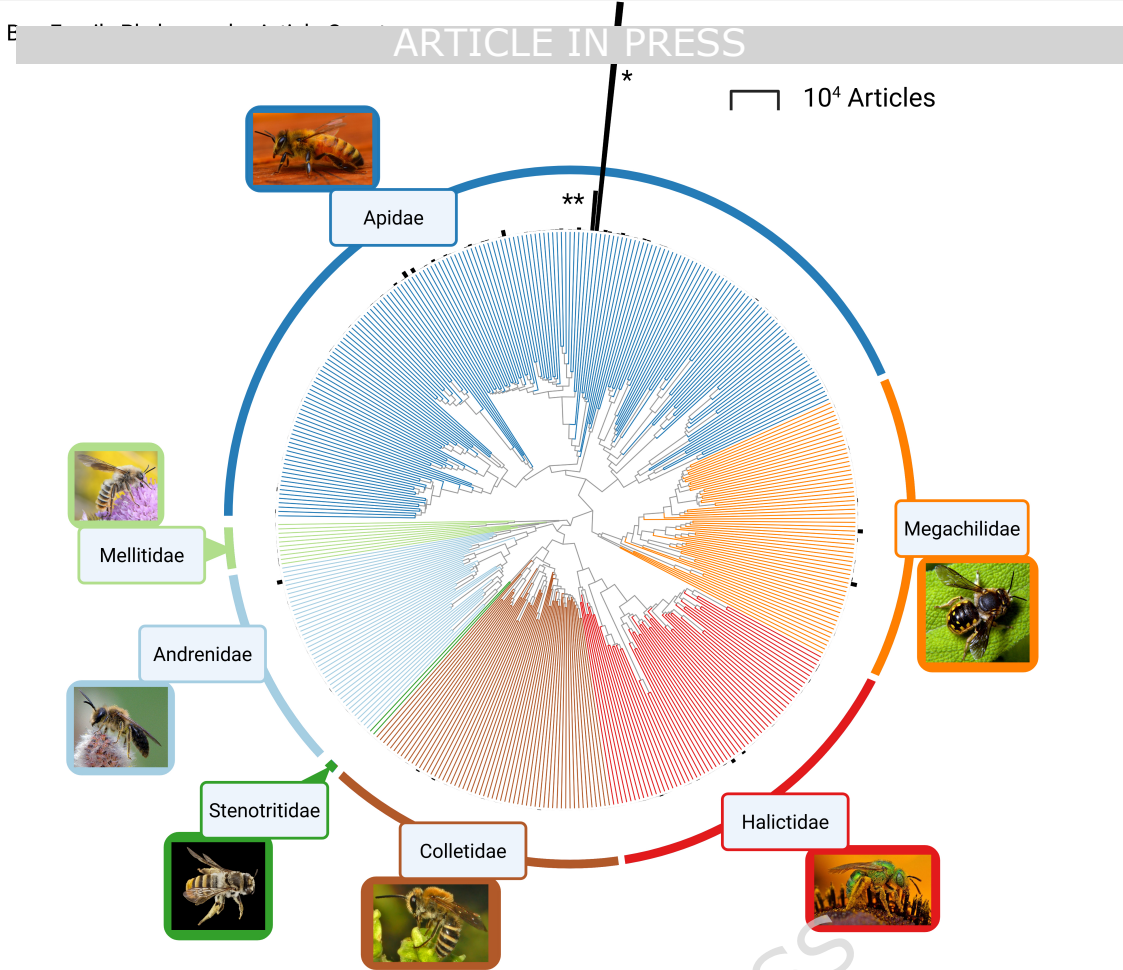 ARTICLE IN PRESS
*
10⁴ Articles
**
Apidae
Megachilidae
Mellitidae
Andrenidae
Stenotritidae
Halictidae
Colletidae